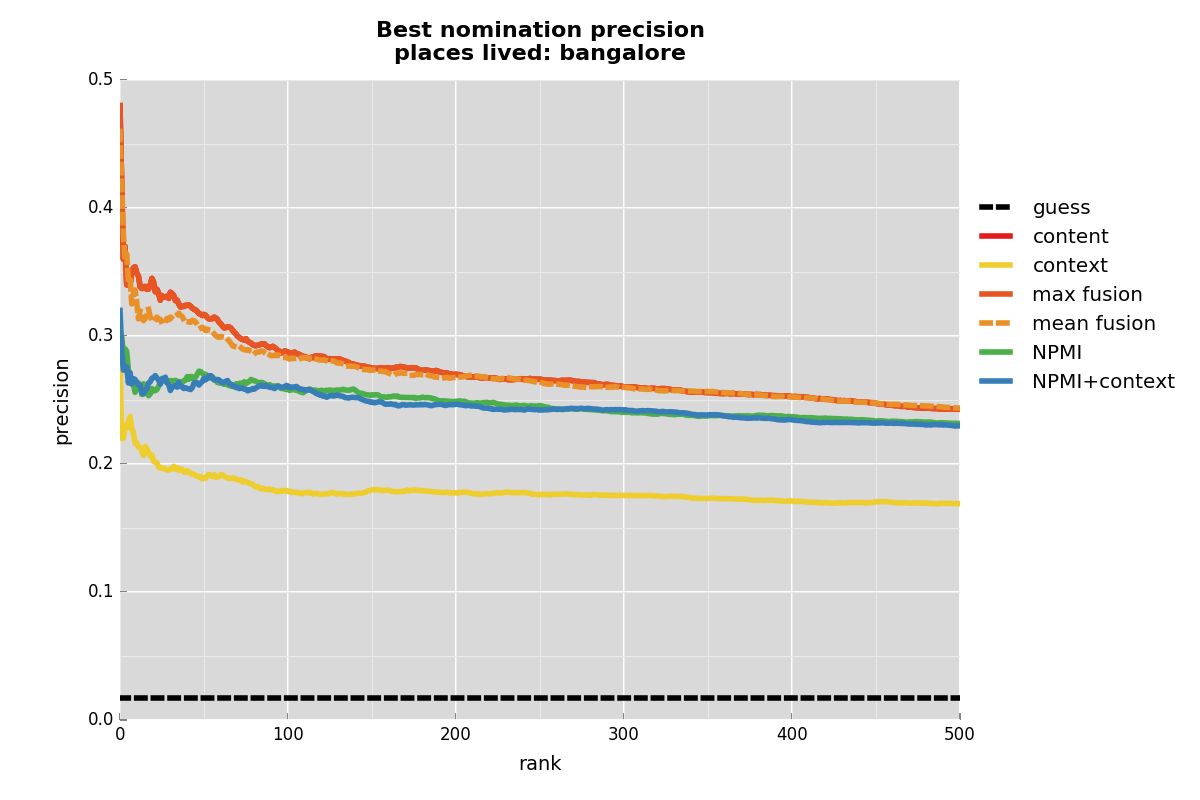 Best nomination precision
places lived: bangalore
0.5
0.4
0.3
0.2
0.1
0.0
precision
0
100
200
300
400
500
rank
guess
content
context
max fusion
mean fusion
NPMI
NPMI+context